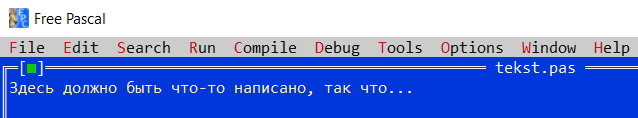 Free Pascal
File Edit Search Run Compile Debug Tools Options Window Help
[■] tekst.pas
Здесь должно быть что-то написано, так что...